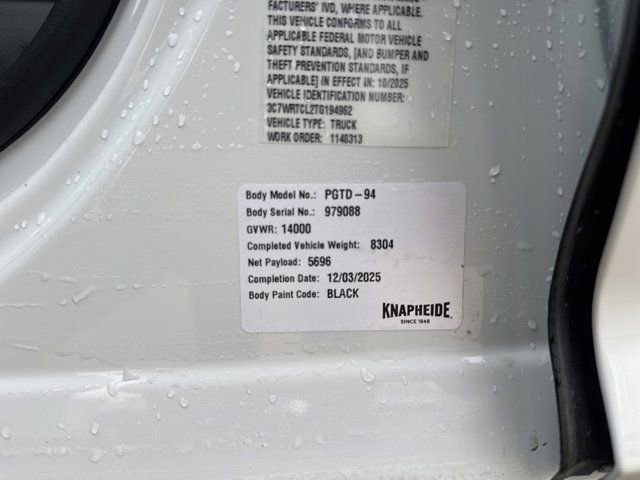 FACTURERS' IVD, WHERE APPLICABLE.
THIS VEHICLE CONFORMS TO ALL
APPLICABLE FEDERAL MOTOR VEHICLE
SAFETY STANDARDS, [AND BUMPER AND
THEFT PREVENTION STANDARDS, IF
APPLICABLE] IN EFFECT IN: 10/2025
VEHICLE IDENTIFICATION NUMBER:
3C7WRTCL2TG194962
VEHICLE TYPE: TRUCK
WORK ORDER: 1140313
Body Model No.: PGTD-94
Body Serial No.: 979088
GVWR: 14000
Completed Vehicle Weight: 8304
Net Payload: 5696
Completion Date: 12/03/2025
Body Paint Code: BLACK
KNAPHEIDE
SINCE 1848